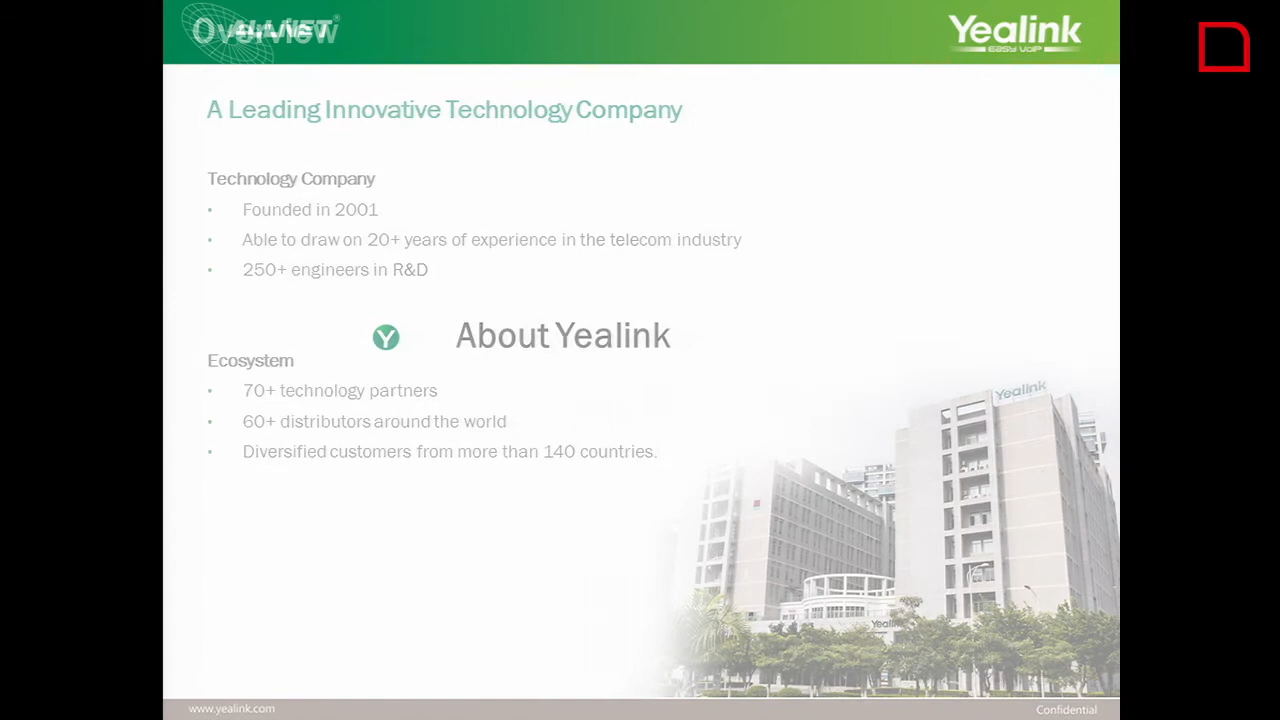 Overview
Yealink
EASY VOIP
A Leading Innovative Technology Company
Technology Company
• Founded in 2001
• Able to draw on 20+ years of experience in the telecom industry
• 250+ engineers in R&D
About Yealink
Ecosystem
• 70+ technology partners
• 60+ distributors around the world
• Diversified customers from more than 140 countries.
Yealink
Yealink
www.yealink.com
Confidential